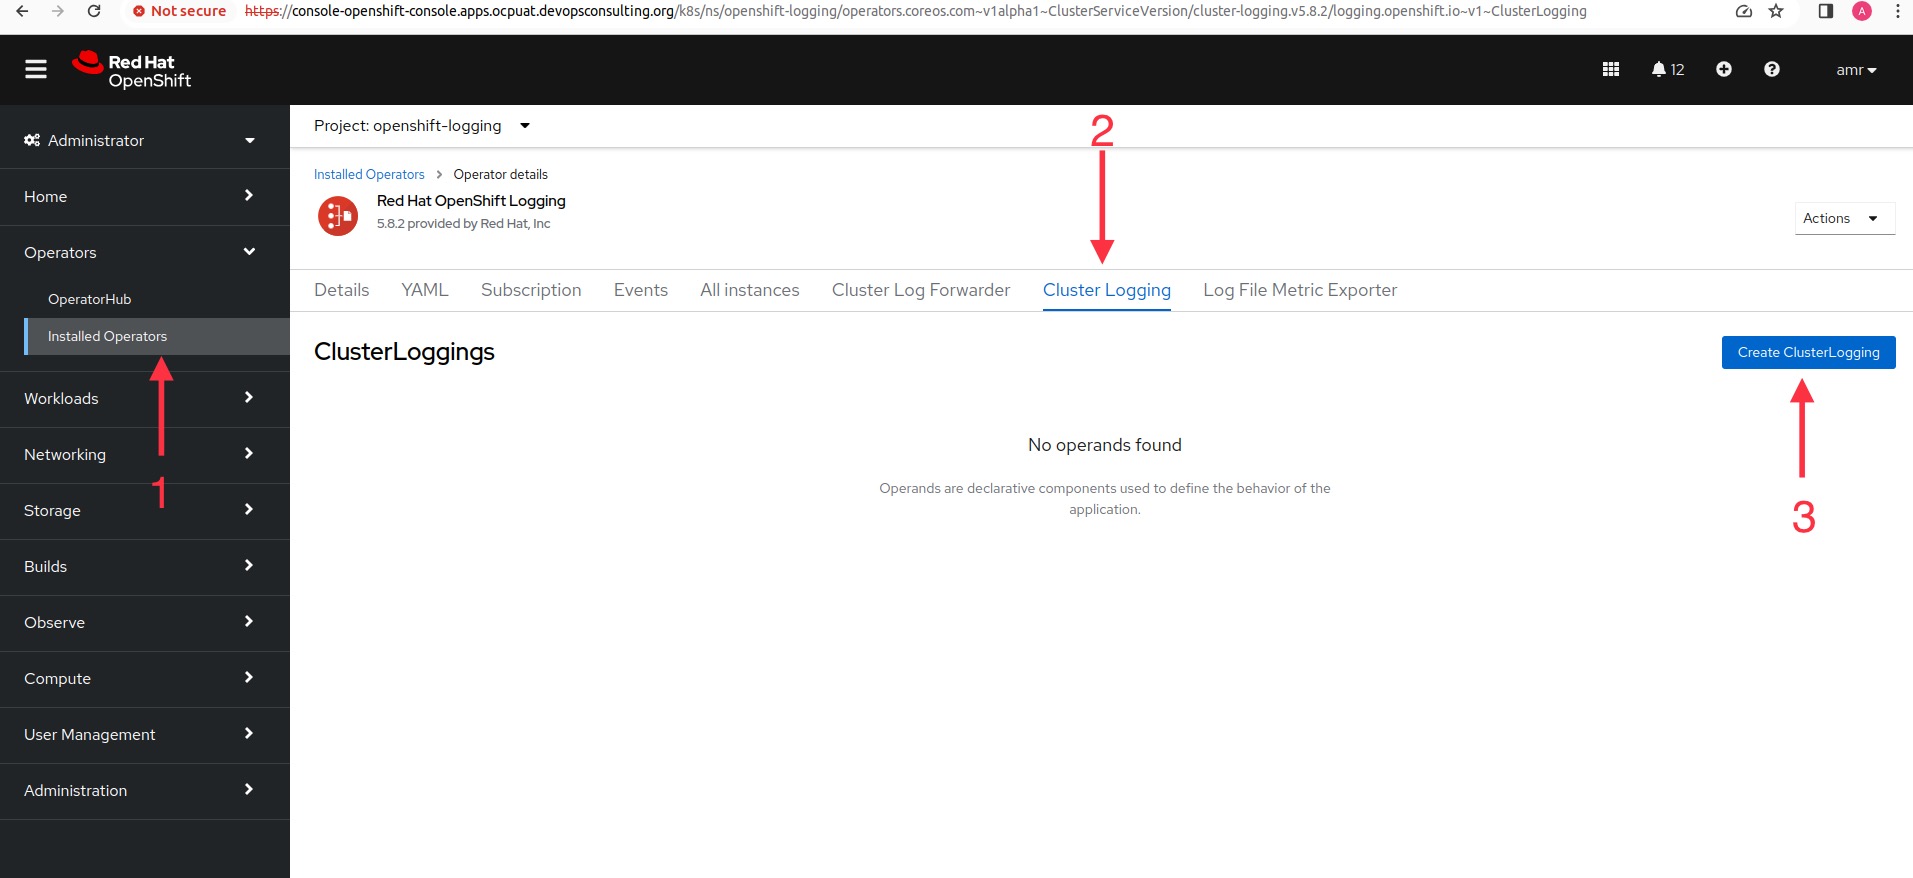 Not secure https://console-openshift-console.apps.ocpuat.devopsconsulting.org/k8s/ns/openshift-logging/operators.coreos.com~v1alpha1~ClusterServiceVersion/cluster-logging.v5.8.2/logging.openshift.io~v1~ClusterLogging
A
Red Hat
OpenShift
12
amr
Administrator
Home
Operators
OperatorHub
Installed Operators
1
Workloads
Networking
Storage
Builds
Observe
Compute
User Management
Administration
Project: openshift-logging
2
Installed Operators > Operator details
Red Hat OpenShift Logging
5.8.2 provided by Red Hat, Inc
Actions
Details YAML Subscription Events All instances Cluster Log Forwarder Cluster Logging Log File Metric Exporter
ClusterLoggings
Create ClusterLogging
3
No operands found
Operands are declarative components used to define the behavior of the
application.